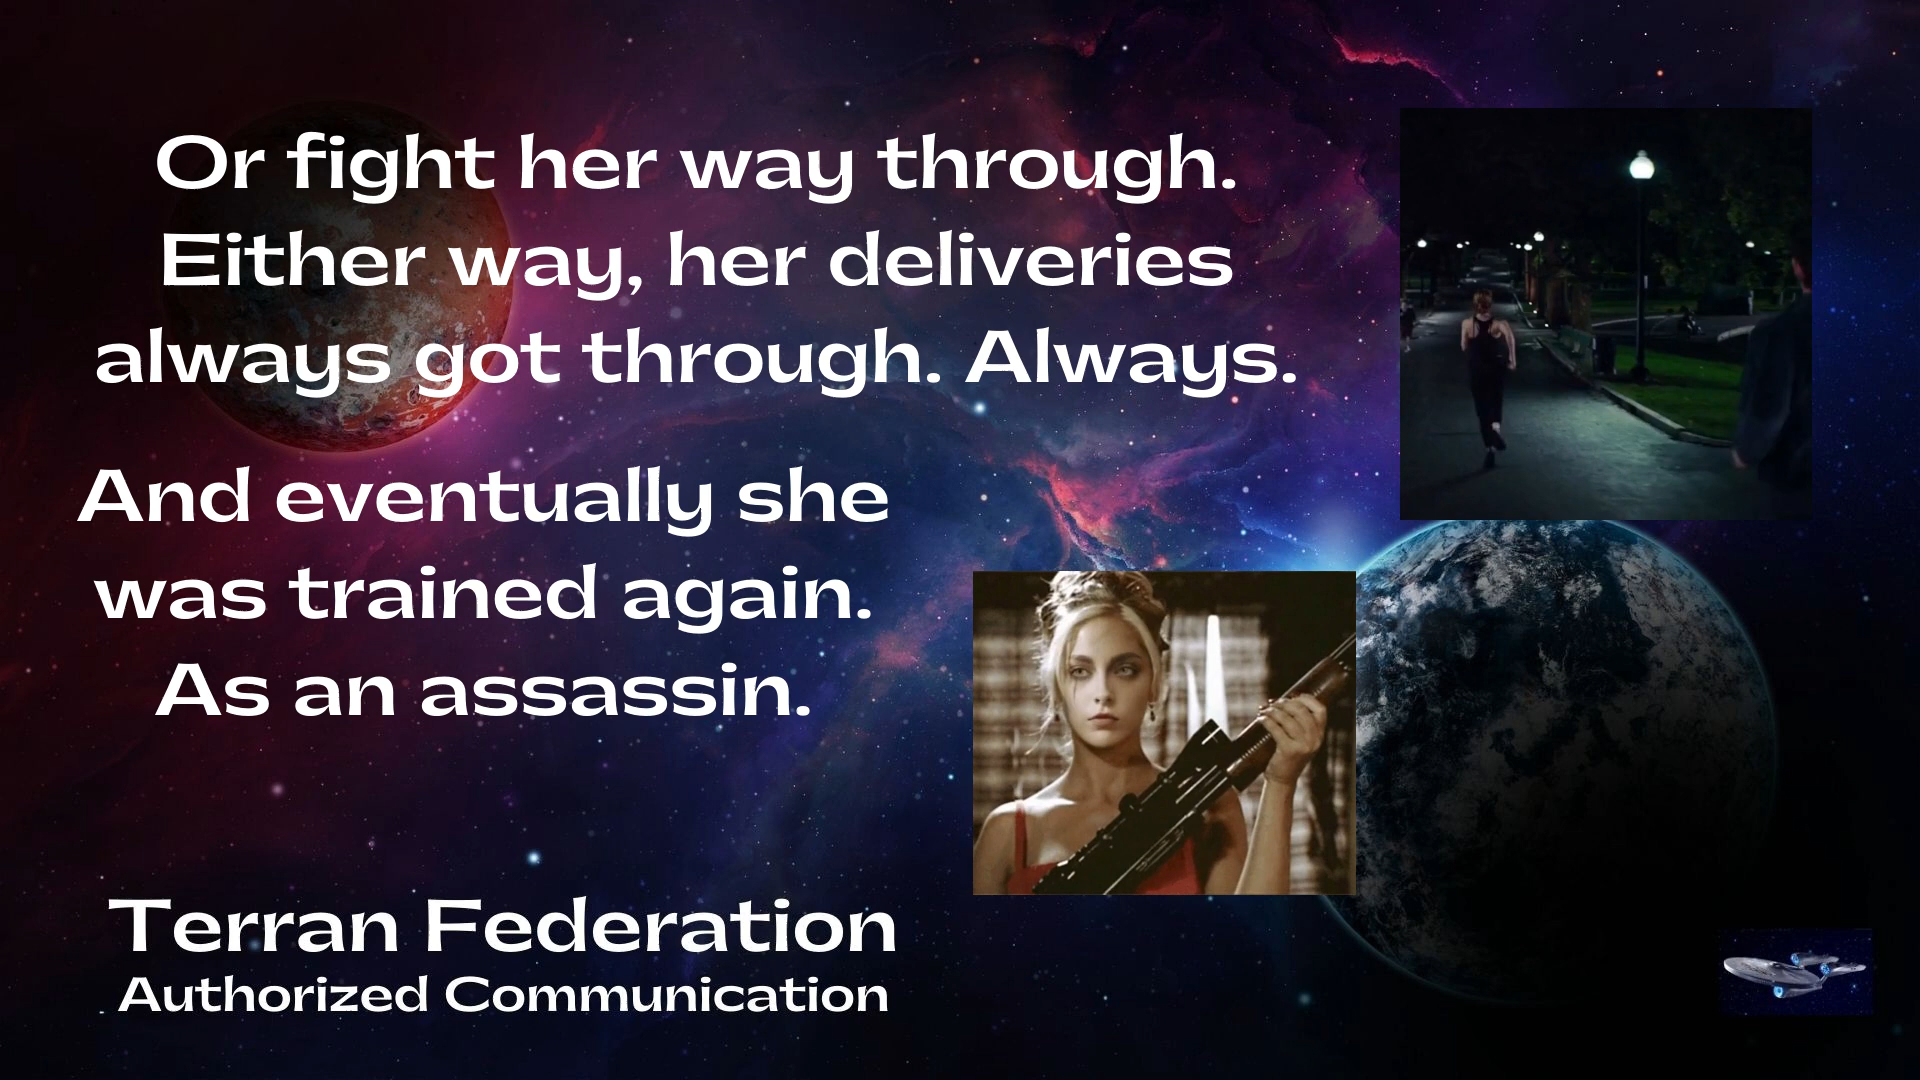 Or fight her way through.
Either way, her deliveries
always got through. Always.
And eventually she
was trained again.
As an assassin.
Terran Federation
Authorized Communication